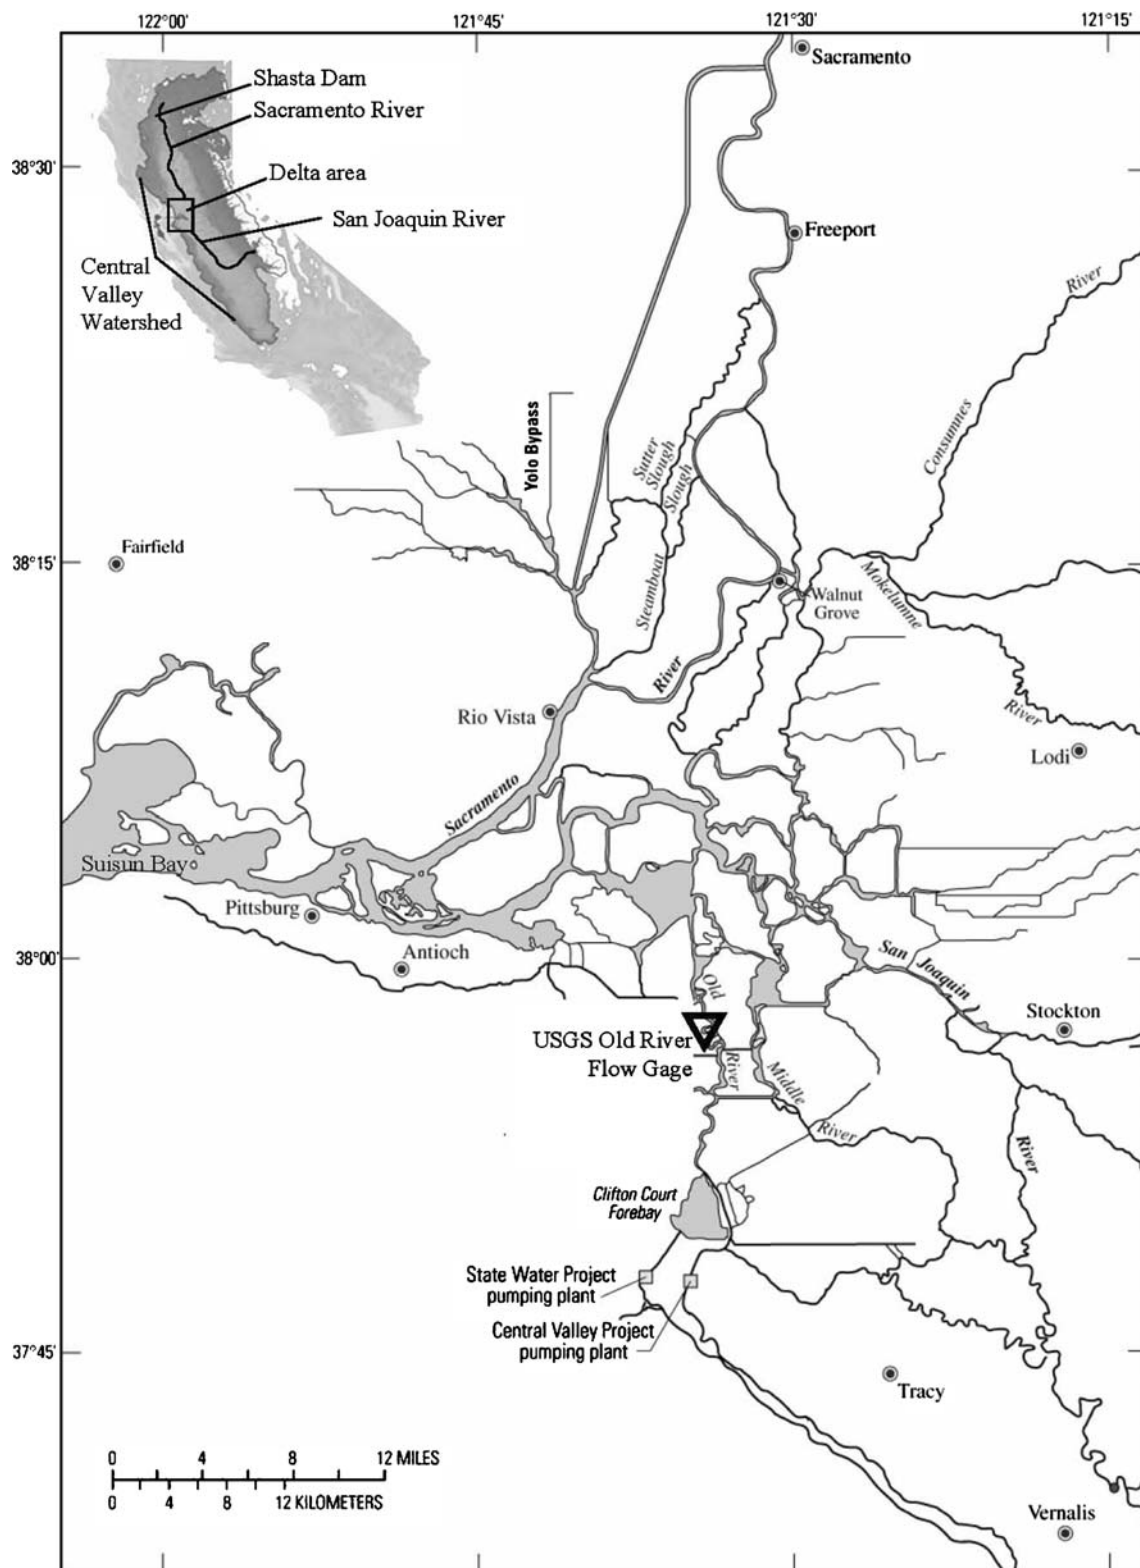 122°00'
121°45'
121°30'
121°15'
Sacramento
Shasta Dam
Sacramento River
38°30'
Delta area
San Joaquin River
Freeport
Central
Valley
Watershed
River
Yolo Bypass
Sutter
Slough
Slough
Consumnes
38°15'
Fairfield
Steamboat
Mokelumne
Walnut
Grove
River
River
Rio Vista
Lodi
Sacramento
Suisun Bay
Pittsburg
Antioch
38°00'
San Joaquin
Old
Stockton
USGS Old River
Flow Gage
River
Middle
River
River
Clifton Court
Forebay
State Water Project
pumping plant
Central Valley Project
pumping plant
37°45'
Tracy
0 4 8 12 MILES
0 4 8 12 KILOMETERS
Vernalis